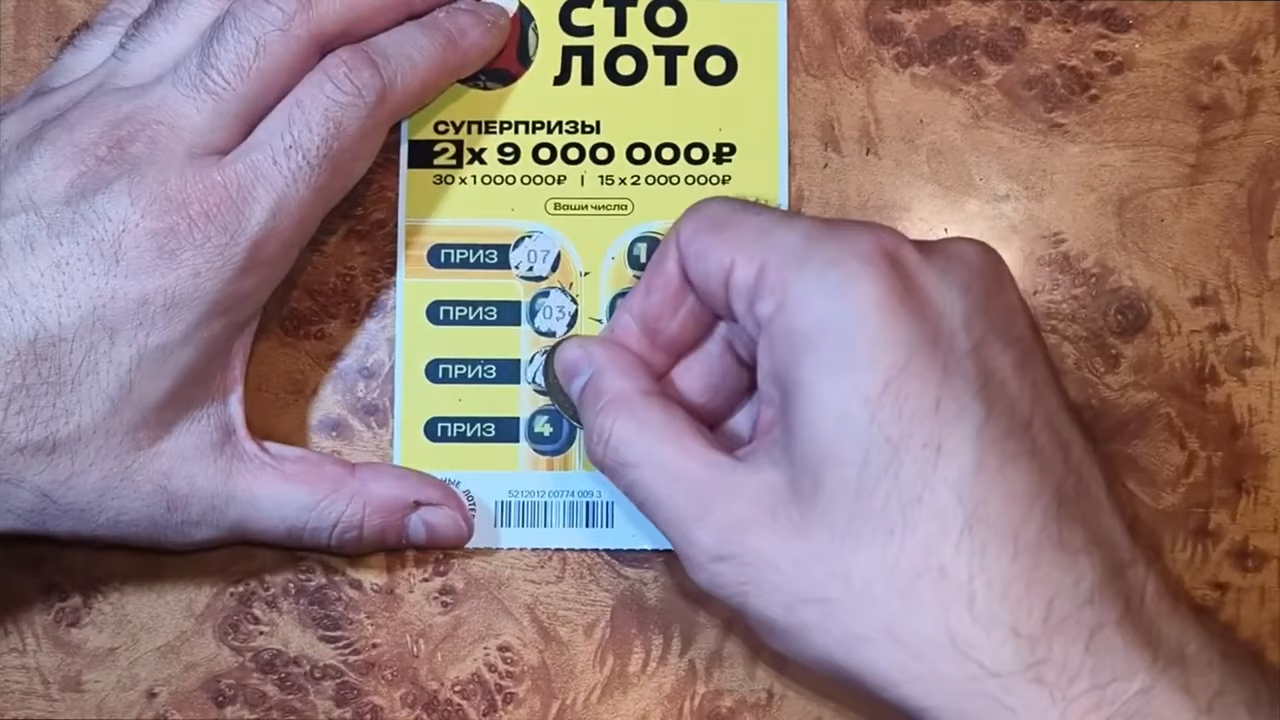 СТО
ЛОТО
СУПЕРПРИЗЫ
2 х 9 000 000₽
30 х 1 000 000₽ | 15 х 2 000 000₽
Ваши числа
ПРИЗ 07 1
ПРИЗ 03
ПРИЗ
ПРИЗ 4
5212012 00774 009 3